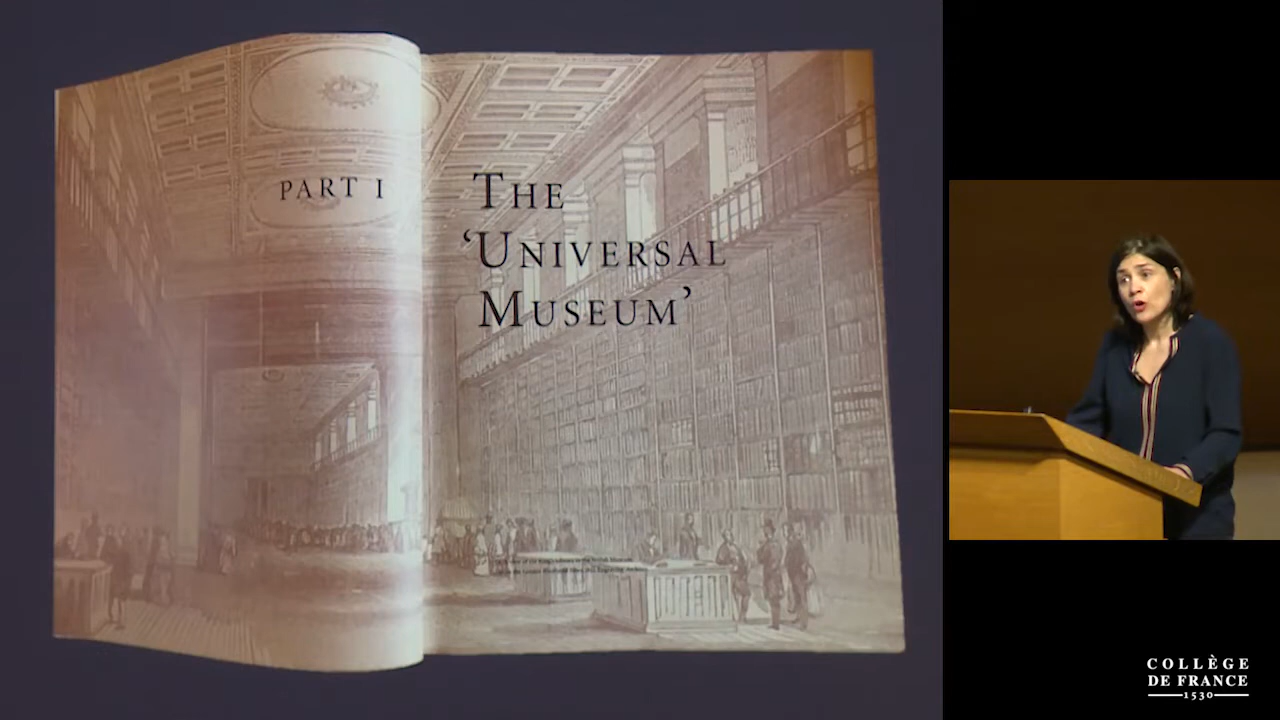 PART I
THE
‘UNIVERSAL
MUSEUM’
COLLÈGE
DE FRANCE
1530